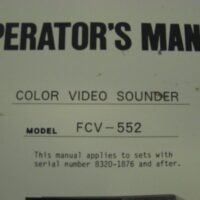 PERATOR'S MAN
COLOR VIDEO SOUNDER
MODEL FCV-552
This manual applies to sets with
serial number 8320-1876 and after.